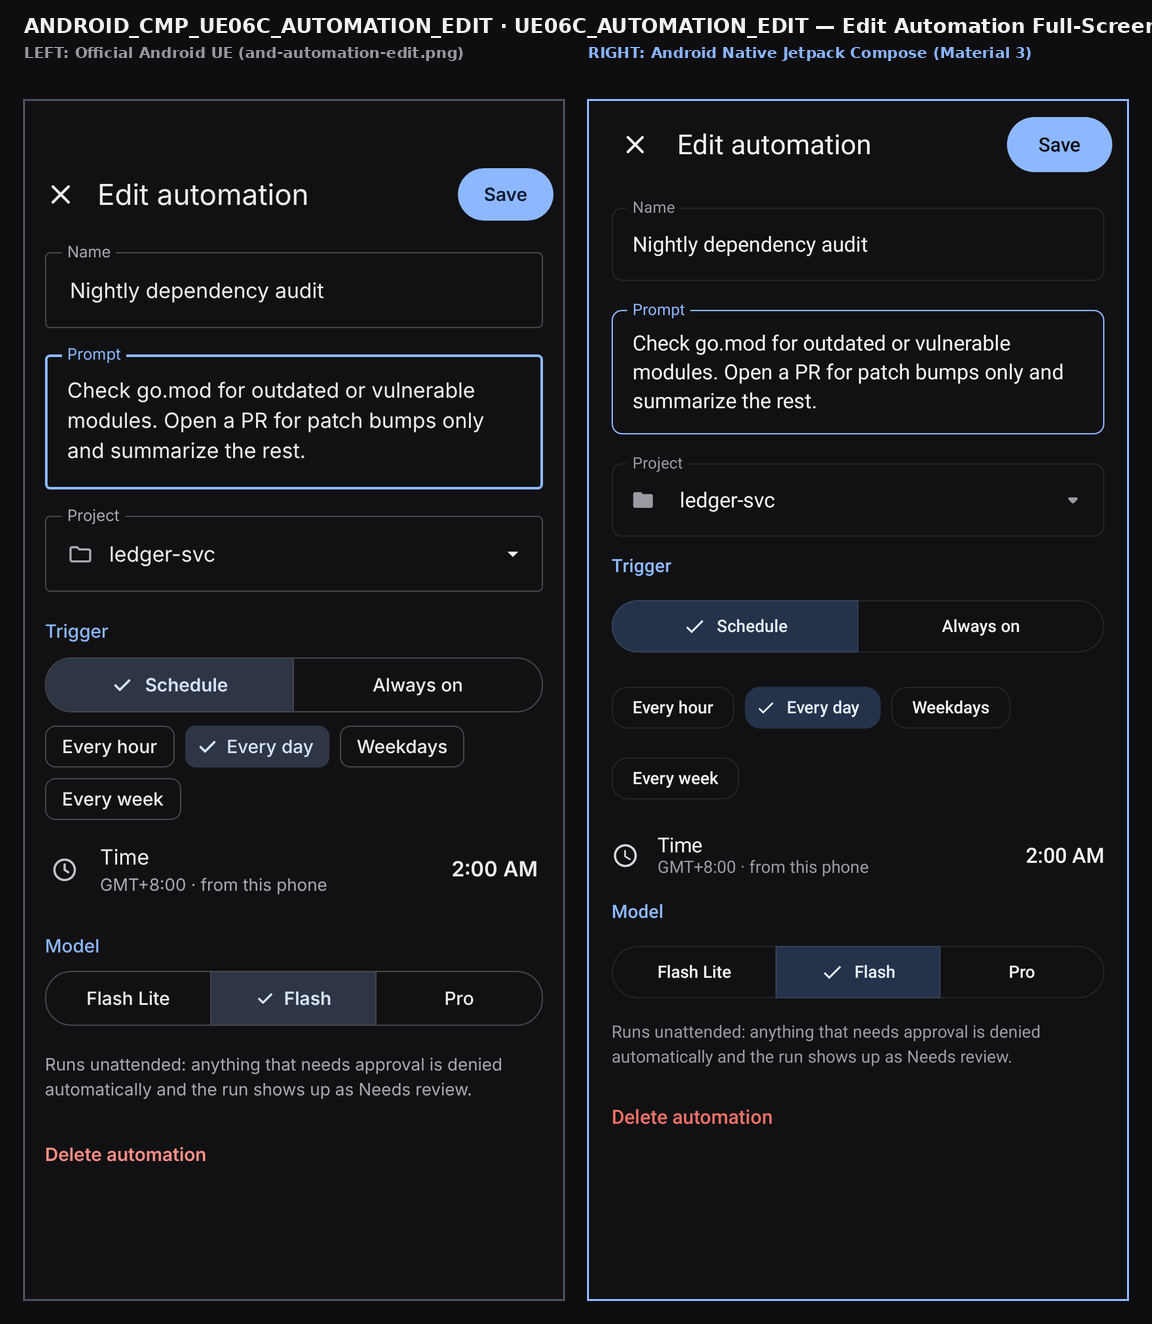 ANDROID_CMP_UE06C_AUTOMATION_EDIT · UE06C_AUTOMATION_EDIT — Edit Automation Full-Screen
LEFT: Official Android UE (and-automation-edit.png)
RIGHT: Android Native Jetpack Compose (Material 3)
Edit automation
Save
Name
Nightly dependency audit
Prompt
Check go.mod for outdated or vulnerable
modules. Open a PR for patch bumps only
and summarize the rest.
Project
ledger-svc
Trigger
Schedule
Always on
Every hour
Every day
Weekdays
Every week
Time
GMT+8:00 · from this phone
2:00 AM
Model
Flash Lite
Flash
Pro
Runs unattended: anything that needs approval is denied
automatically and the run shows up as Needs review.
Delete automation
Edit automation
Save
Name
Nightly dependency audit
Prompt
Check go.mod for outdated or vulnerable
modules. Open a PR for patch bumps only and
summarize the rest.
Project
ledger-svc
Trigger
Schedule
Always on
Every hour
Every day
Weekdays
Every week
Time
GMT+8:00 · from this phone
2:00 AM
Model
Flash Lite
Flash
Pro
Runs unattended: anything that needs approval is denied
automatically and the run shows up as Needs review.
Delete automation